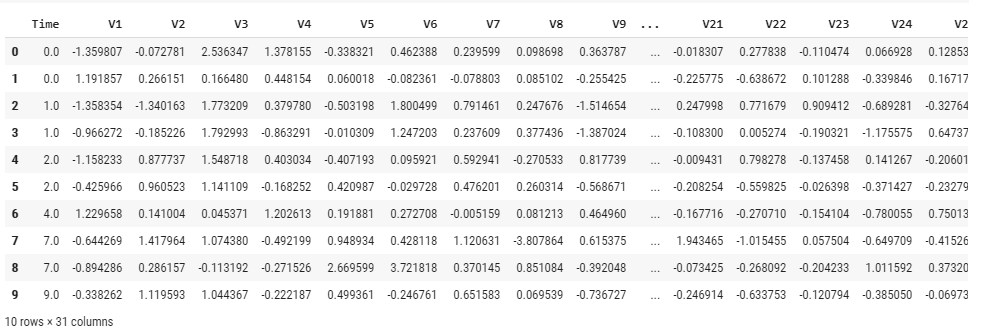 Time V1 V2 V3 V4 V5 V6 V7 V8 V9 ... V21 V22 V23 V24 V2
0 0.0 -1.359807 -0.072781 2.536347 1.378155 -0.338321 0.462388 0.239599 0.098698 0.363787 ... -0.018307 0.277838 -0.110474 0.066928 0.12853
1 0.0 1.191857 0.266151 0.166480 0.448154 0.060018 -0.082361 -0.078803 0.085102 -0.255425 ... -0.225775 -0.638672 0.101288 -0.339846 0.16717
2 1.0 -1.358354 -1.340163 1.773209 0.379780 -0.503198 1.800499 0.791461 0.247676 -1.514654 ... 0.247998 0.771679 0.909412 -0.689281 -0.32764
3 1.0 -0.966272 -0.185226 1.792993 -0.863291 -0.010309 1.247203 0.237609 0.377436 -1.387024 ... -0.108300 0.005274 -0.190321 -1.175575 0.64737
4 2.0 -1.158233 0.877737 1.548718 0.403034 -0.407193 0.095921 0.592941 -0.270533 0.817739 ... -0.009431 0.798278 -0.137458 0.141267 -0.20601
5 2.0 -0.425966 0.960523 1.141109 -0.168252 0.420987 -0.029728 0.476201 0.260314 -0.568671 ... -0.208254 -0.559825 -0.026398 -0.371427 -0.23279
6 4.0 1.229658 0.141004 0.045371 1.202613 0.191881 0.272708 -0.005159 0.081213 0.464960 ... -0.167716 -0.270710 -0.154104 -0.780055 0.75013
7 7.0 -0.644269 1.417964 1.074380 -0.492199 0.948934 0.428118 1.120631 -3.807864 0.615375 ... 1.943465 -1.015455 0.057504 -0.649709 -0.41526
8 7.0 -0.894286 0.286157 -0.113192 -0.271526 2.669599 3.721818 0.370145 0.851084 -0.392048 ... -0.073425 -0.268092 -0.204233 1.011592 0.37320
9 9.0 -0.338262 1.119593 1.044367 -0.222187 0.499361 -0.246761 0.651583 0.069539 -0.736727 ... -0.246914 -0.633753 -0.120794 -0.385050 -0.06973
10 rows × 31 columns